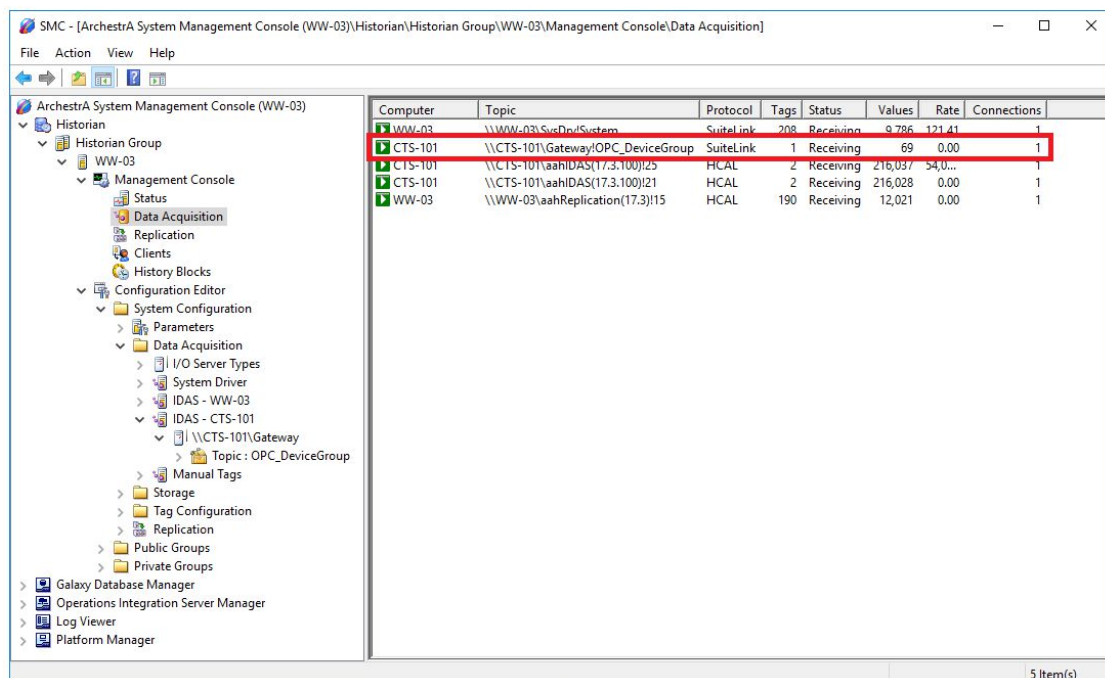 SMC - [ArchestrA System Management Console (WW-03)\Historian\Historian Group\WW-03\Management Console\Data Acquisition]
File Action View Help
ArchestrA System Management Console (WW-03)
Historian
Historian Group
WW-03
Management Console
Status
Data Acquisition
Replication
Clients
History Blocks
Configuration Editor
System Configuration
Parameters
Data Acquisition
I/O Server Types
System Driver
IDAS - WW-03
IDAS - CTS-101
\\CTS-101\Gateway
Topic : OPC_DeviceGroup
Manual Tags
Storage
Tag Configuration
Replication
Public Groups
Private Groups
Galaxy Database Manager
Operations Integration Server Manager
Log Viewer
Platform Manager
Computer Topic Protocol Tags Status Values Rate Connections
WW-03 \\WW-03\SysDrv!System SuiteLink 208 Receiving 9,786 121.41 1
CTS-101 \\CTS-101\Gateway!OPC_DeviceGroup SuiteLink 1 Receiving 69 0.00 1
CTS-101 \\CTS-101\aahIDAS(17.3.100)!25 HCAL 2 Receiving 216,037 54,0... 1
CTS-101 \\CTS-101\aahIDAS(17.3.100)!21 HCAL 2 Receiving 216,028 0.00 1
WW-03 \\WW-03\aahReplication(17.3)!15 HCAL 190 Receiving 12,021 0.00 1
5 Item(s)